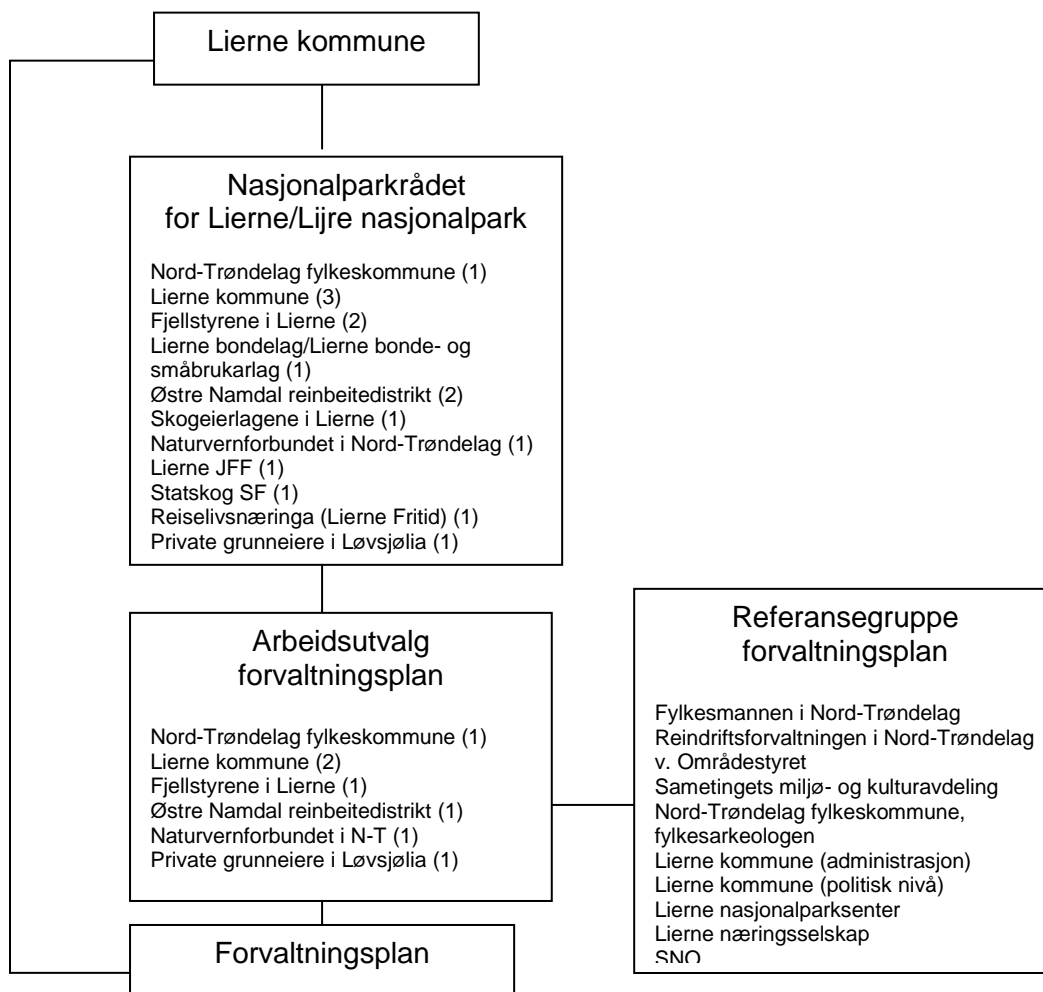 Lierne kommune
Nasjonalparkrådet
for Lierne/Lijre nasjonalpark
Nord-Trøndelag fylkeskommune (1)
Lierne kommune (3)
Fjellstyrene i Lierne (2)
Lierne bondelag/Lierne bonde- og
småbrukarlag (1)
Østre Namdal reinbeitedistrikt (2)
Skogeierlagene i Lierne (1)
Naturvernforbundet i Nord-Trøndelag (1)
Lierne JFF (1)
Statskog SF (1)
Reiselivsnæringa (Lierne Fritid) (1)
Private grunneiere i Løvsjølia (1)
Arbeidsutvalg
forvaltningsplan
Nord-Trøndelag fylkeskommune (1)
Lierne kommune (2)
Fjellstyrene i Lierne (1)
Østre Namdal reinbeitedistrikt (1)
Naturvernforbundet i N-T (1)
Private grunneiere i Løvsjølia (1)
Referansegruppe
forvaltningsplan
Fylkesmannen i Nord-Trøndelag
Reindriftsforvaltningen i Nord-Trøndelag
v. Områdestyret
Sametingets miljø- og kulturavdeling
Nord-Trøndelag fylkeskommune,
fylkesarkeologen
Lierne kommune (administrasjon)
Lierne kommune (politisk nivå)
Lierne nasjonalparksenter
Lierne næringsselskap
SNO
Forvaltningsplan